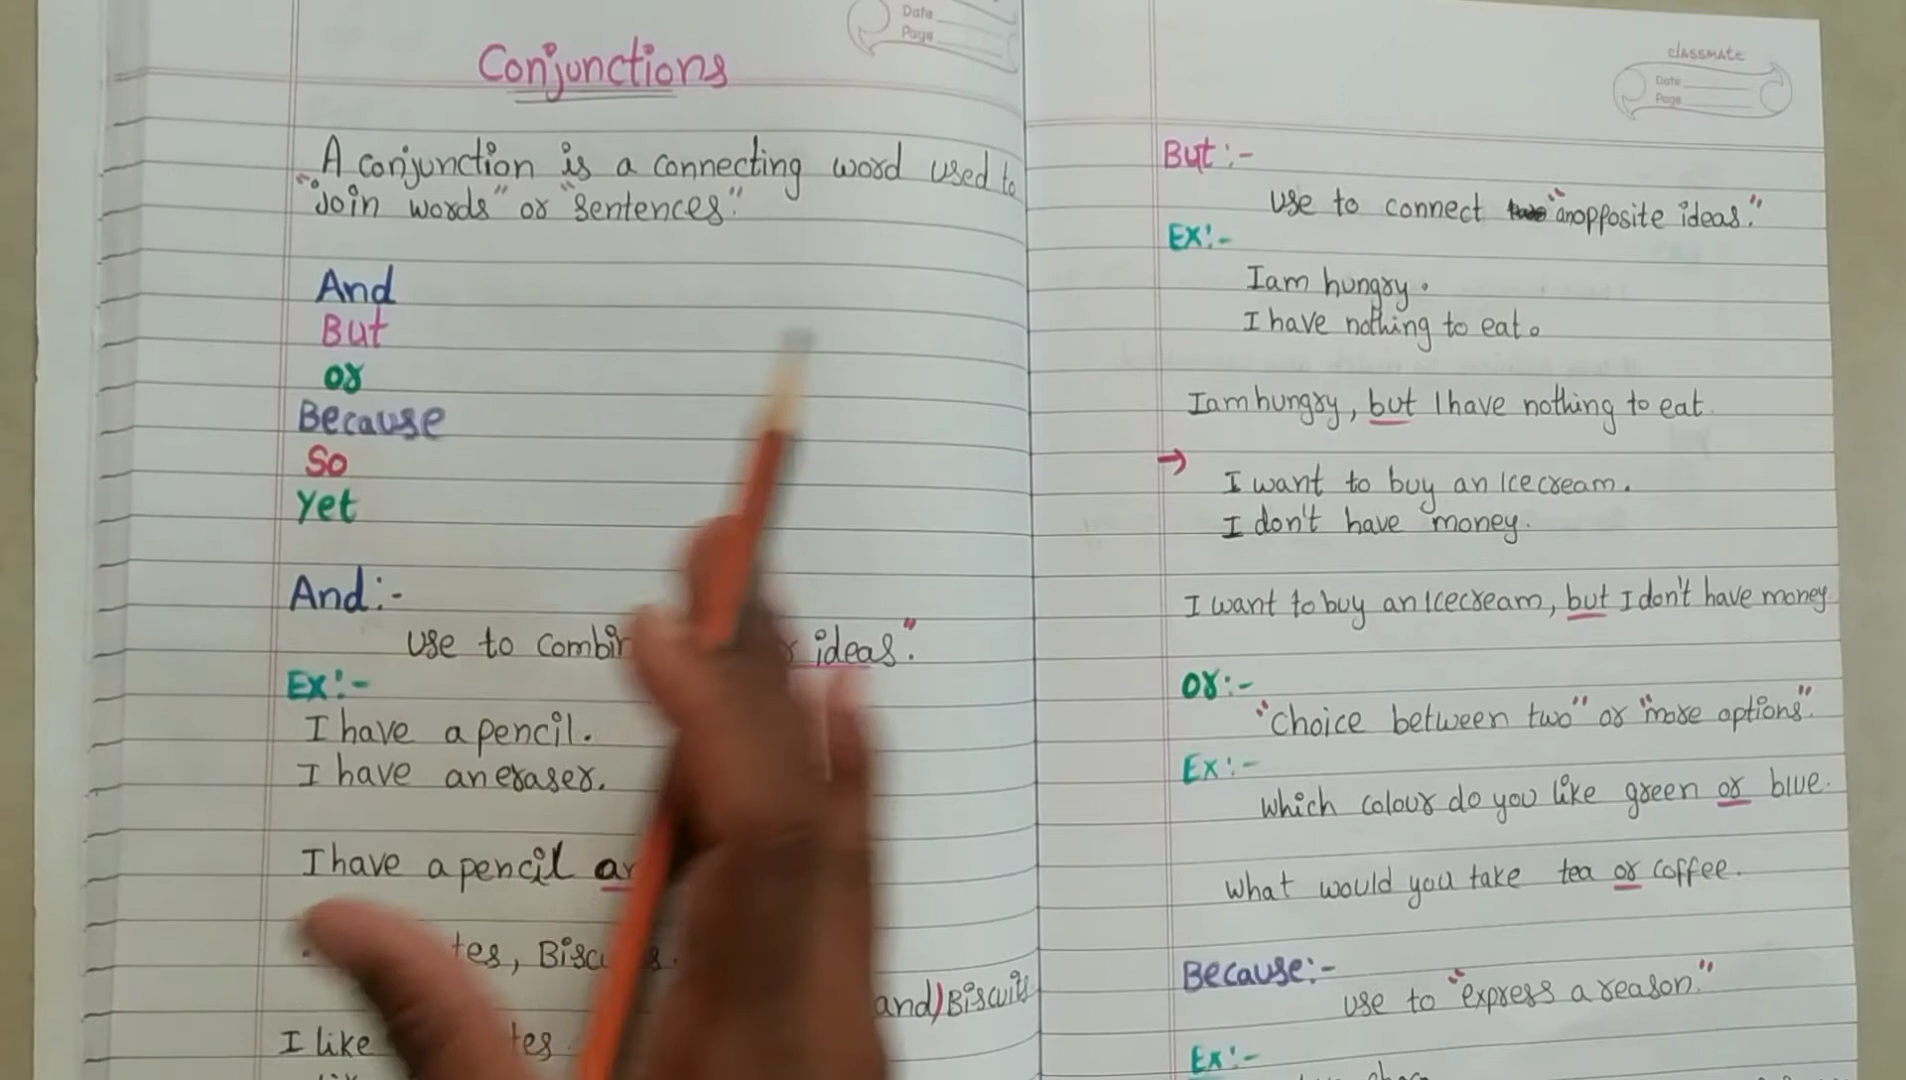 Date
Page
Conjunctions
A conjunction is a connecting word used to
"Join words" or "sentences".
And
But
or
Because
So
Yet
And:-
use to combin ideas".
Ex:-
I have a pencil.
I have an eraser.
I have a pencil
tes, Biscu s.
and) Biscuits
I like tes
classmate
Date
Page
But:-
use to connect "anopposite ideas."
EX:-
I am hungry.
I have nothing to eat.
I am hungry, but I have nothing to eat.
→ I want to buy an Icecream.
I don't have money.
I want to buy an Icecream, but I don't have money
or:-
"choice between two" or "more options".
Ex:-
which colour do you like green or blue.
what would you take tea or coffee.
Because:-
use to "express a reason."
Ex:-